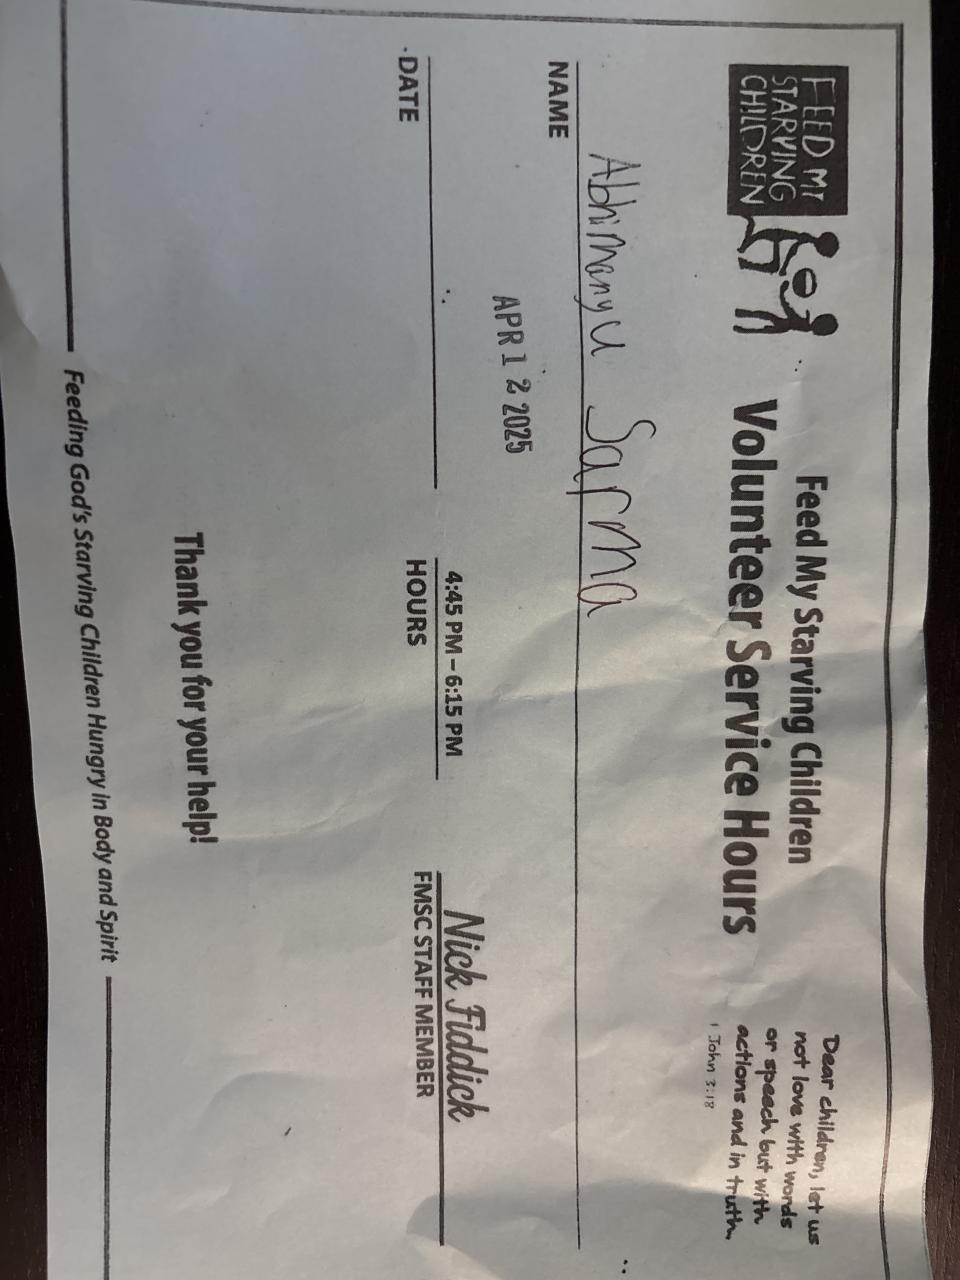 FEED MY
STARVING
CHILDREN
Feed My Starving Children
Volunteer Service Hours
Dear children, let us
not love with words
or speech but with
actions and in truth.
1 John 3:18
Abhimanyu Sarma
NAME
APR 12 2025
4:45 PM – 6:15 PM
Nick Fiddick
DATE
HOURS
FMSC STAFF MEMBER
Thank you for your help!
Feeding God's Starving Children Hungry in Body and Spirit